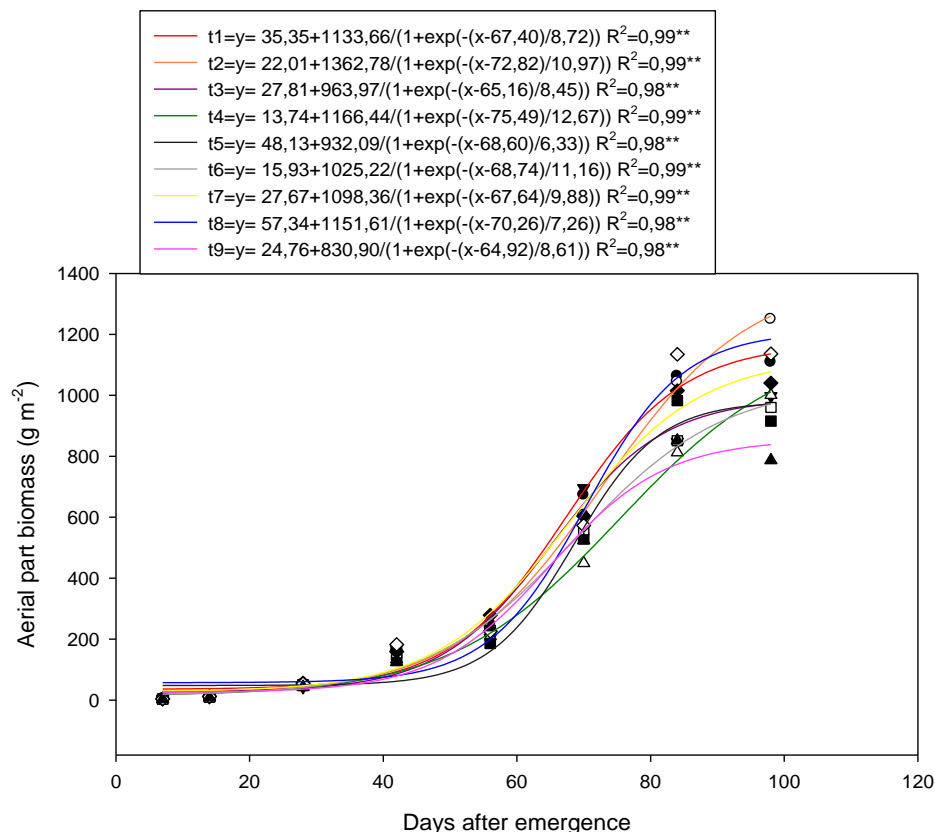 t1=y= 35,35+1133,66/(1+exp(-(x-67,40)/8,72)) R²=0,99**
t2=y= 22,01+1362,78/(1+exp(-(x-72,82)/10,97)) R²=0,99**
t3=y= 27,81+963,97/(1+exp(-(x-65,16)/8,45)) R²=0,98**
t4=y= 13,74+1166,44/(1+exp(-(x-75,49)/12,67)) R²=0,99**
t5=y= 48,13+932,09/(1+exp(-(x-68,60)/6,33)) R²=0,98**
t6=y= 15,93+1025,22/(1+exp(-(x-68,74)/11,16)) R²=0,99**
t7=y= 27,67+1098,36/(1+exp(-(x-67,64)/9,88)) R²=0,99**
t8=y= 57,34+1151,61/(1+exp(-(x-70,26)/7,26)) R²=0,98**
t9=y= 24,76+830,90/(1+exp(-(x-64,92)/8,61)) R²=0,98**
1400
1200
1000
800
600
400
200
0
Aerial part biomass (g m-2)
0 20 40 60 80 100 120
Days after emergence